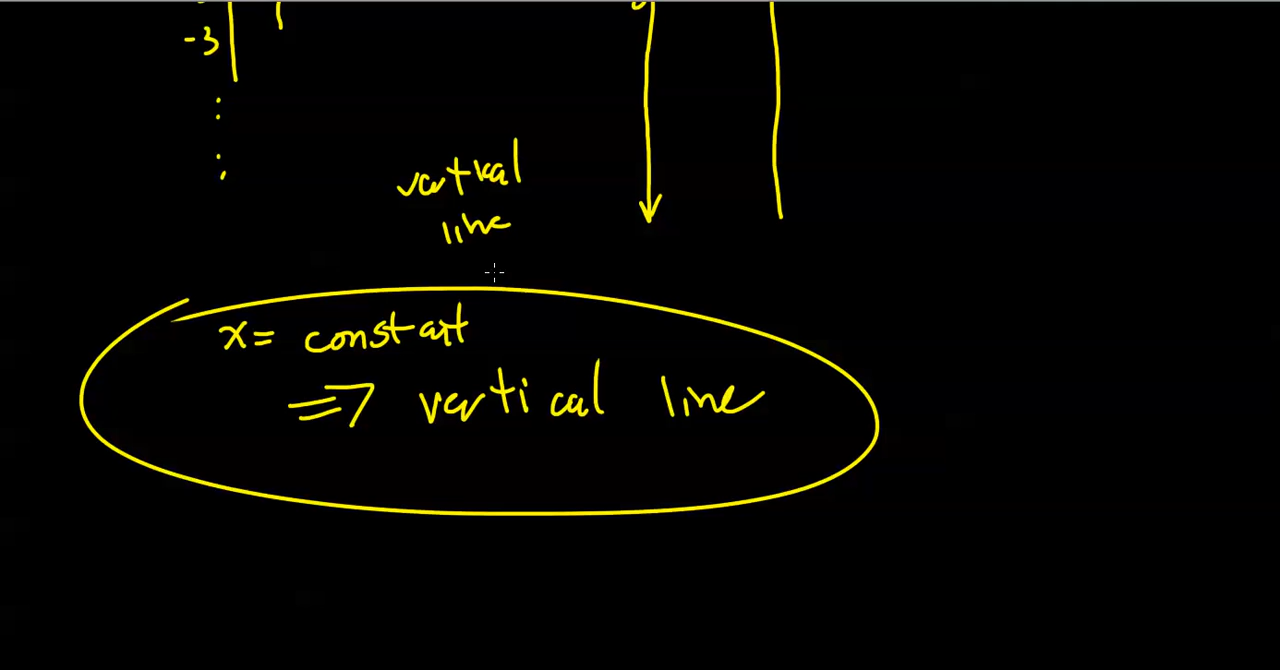 -3
vertical
line
x= constant
=> vertical line